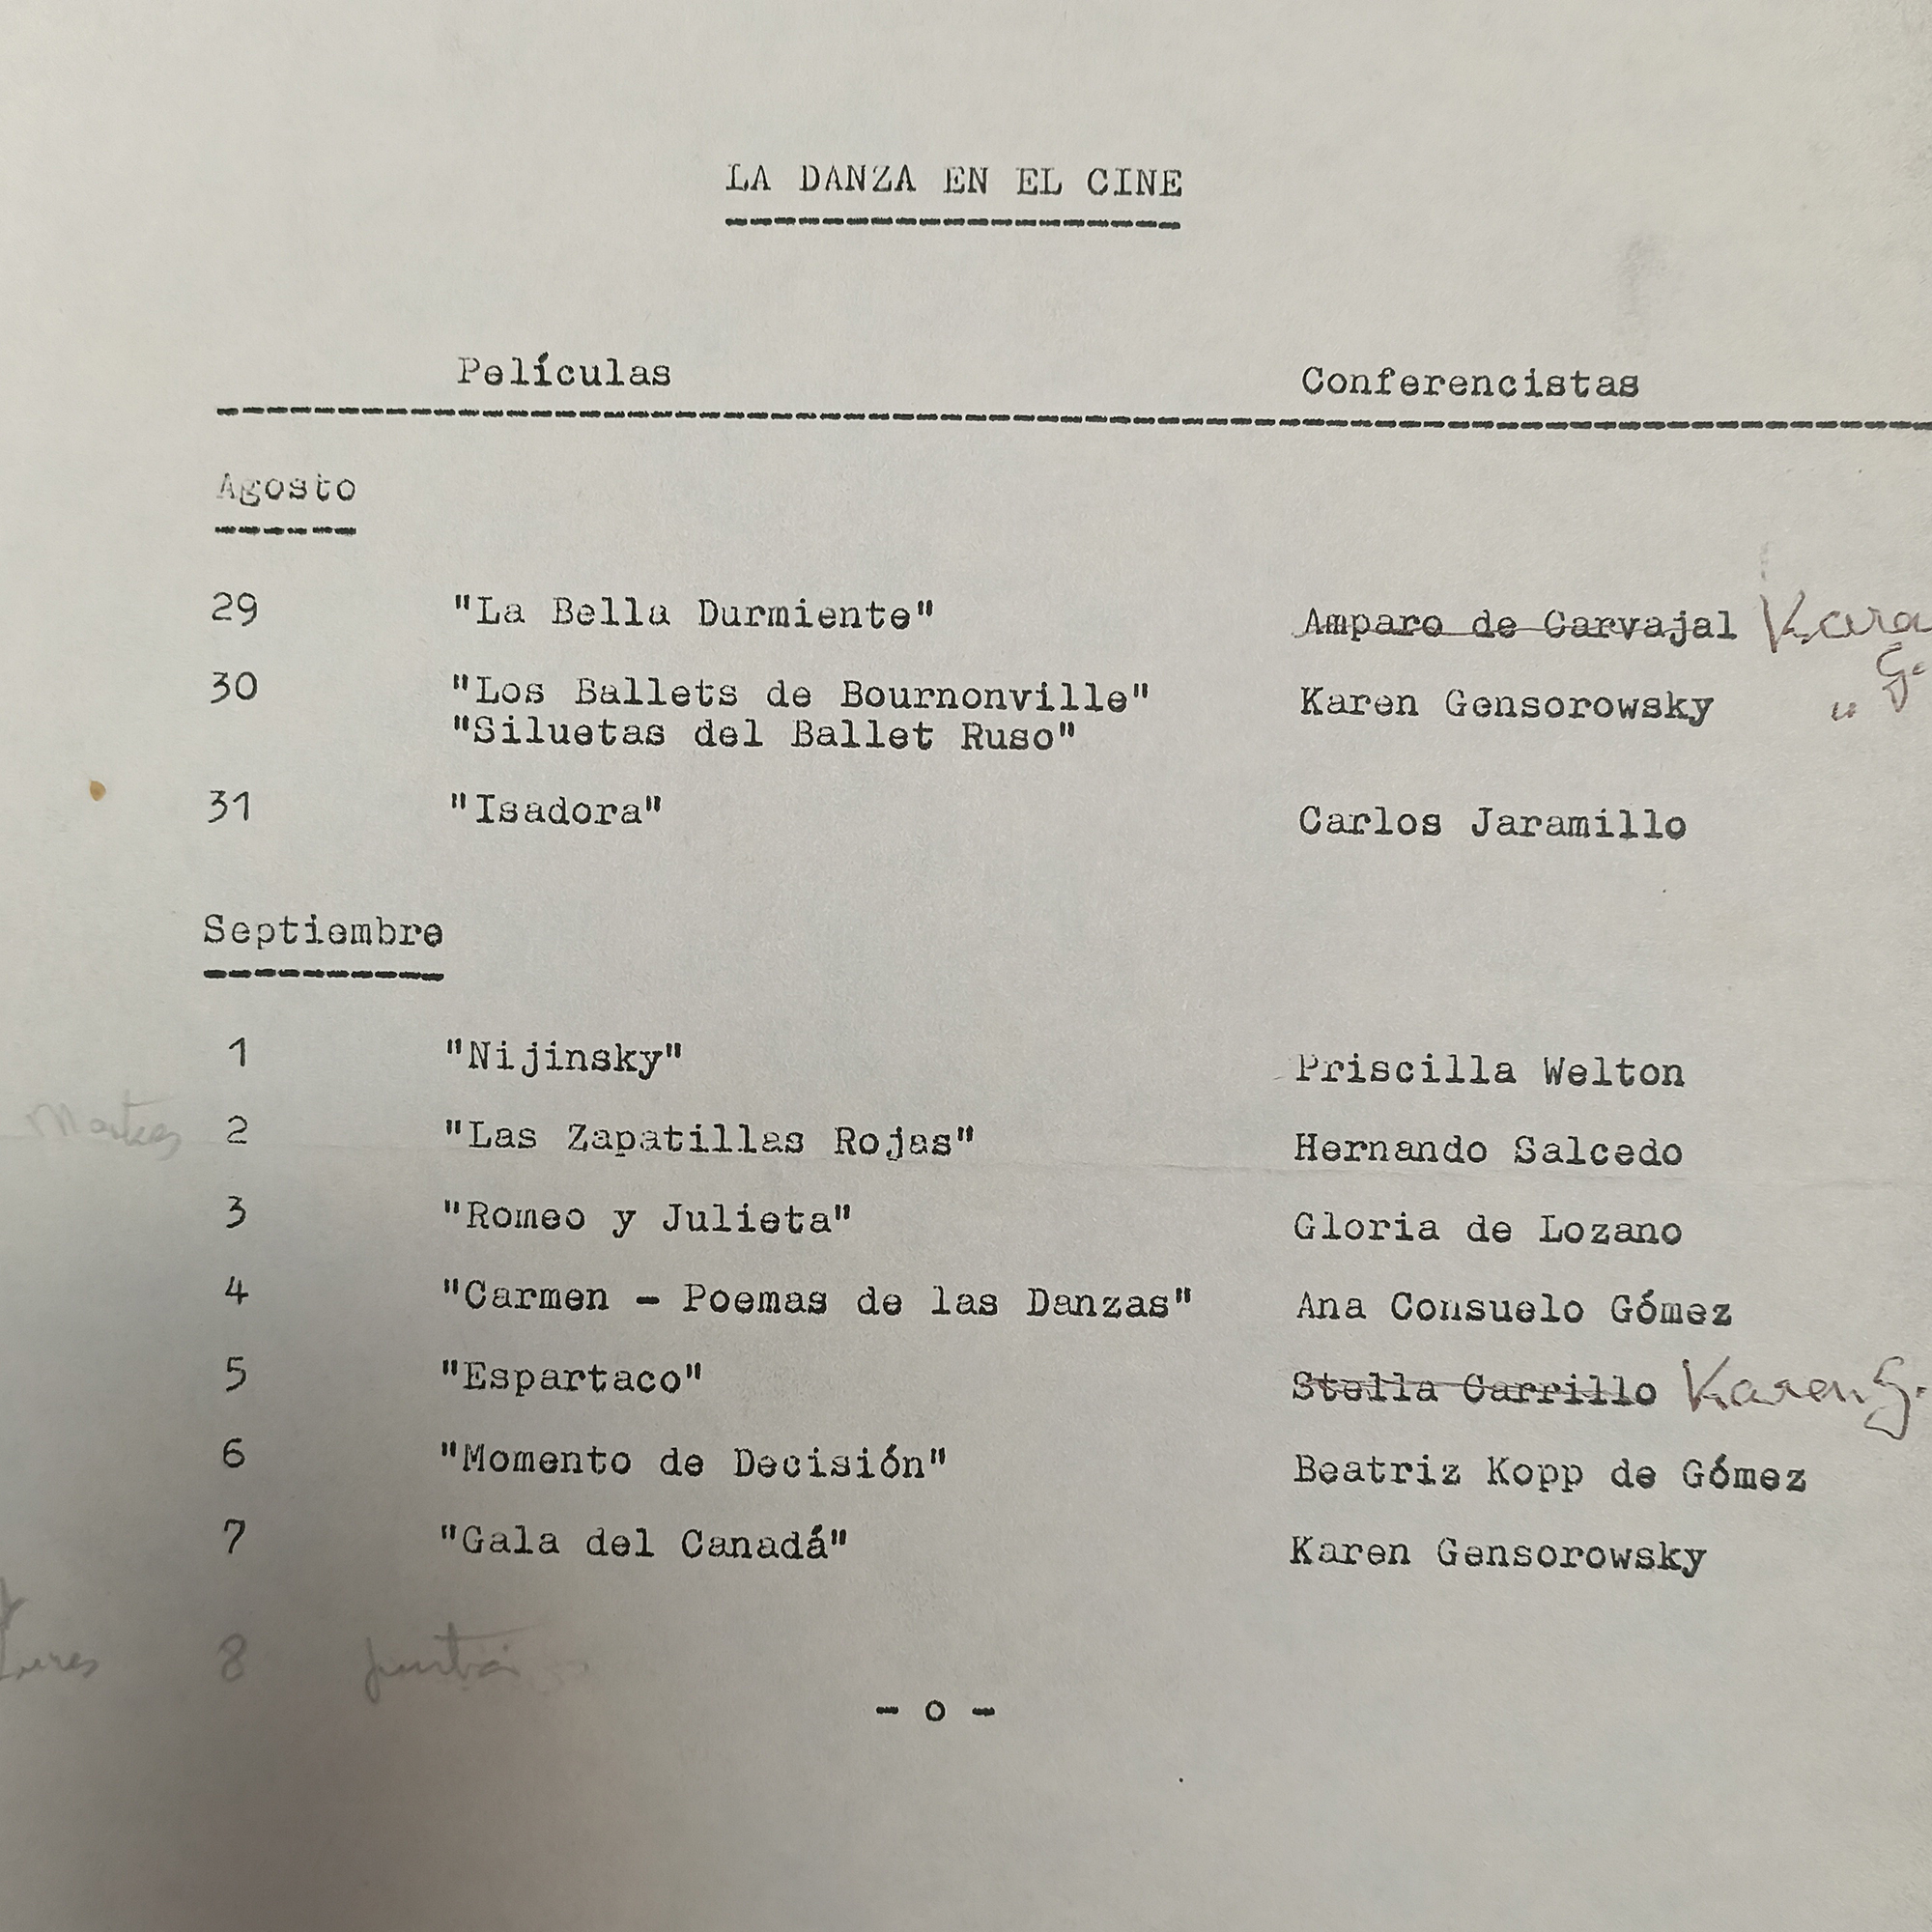 LA DANZA EN EL CINE
Películas Conferencistas
Agosto
29 "La Bella Durmiente" Amparo de Carvajal Kara
G.
30 "Los Ballets de Bournonville" Karen Gensorowsky "
"Siluetas del Ballet Ruso"
31 "Isadora" Carlos Jaramillo
Septiembre
1 "Nijinsky" Priscilla Welton
Martes 2 "Las Zapatillas Rojas" Hernando Salcedo
3 "Romeo y Julieta" Gloria de Lozano
4 "Carmen - Poemas de las Danzas" Ana Consuelo Gómez
5 "Espartaco" Stella Carrillo Karen G.
6 "Momento de Decisión" Beatriz Kopp de Gómez
7 "Gala del Canadá" Karen Gensorowsky
8 Junta
- o -